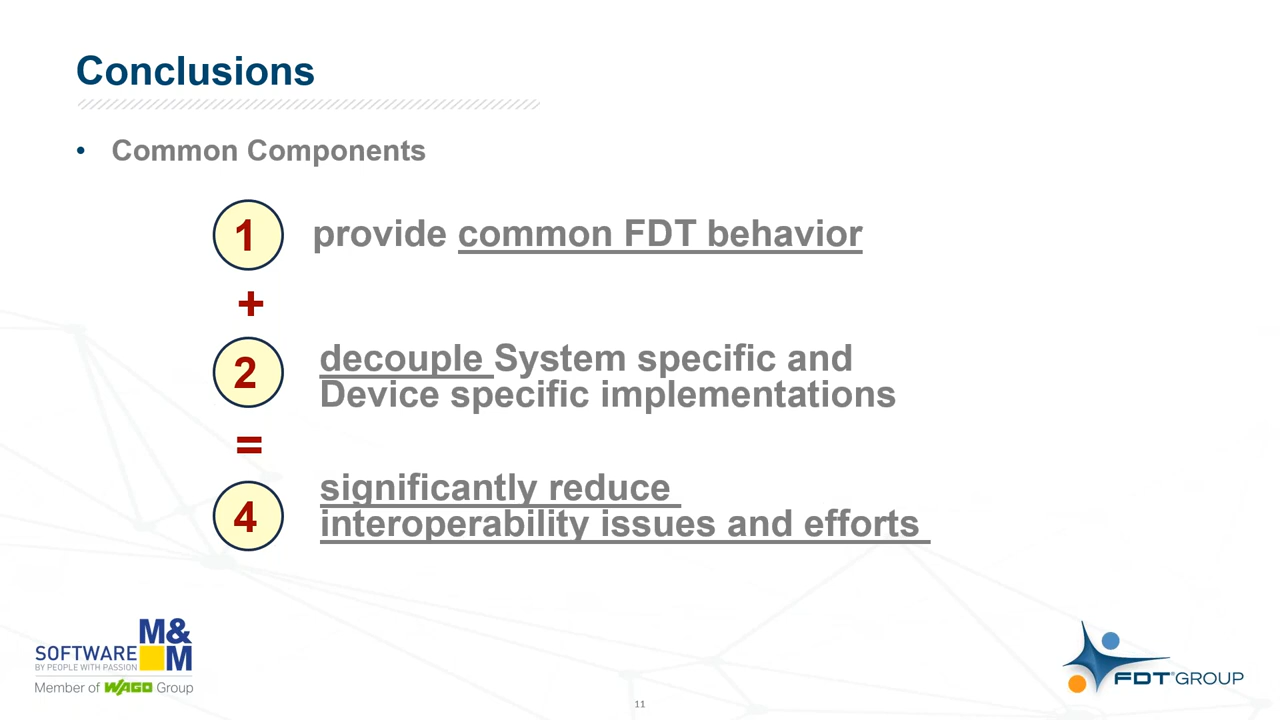 Conclusions
• Common Components
1 provide common FDT behavior
+
2 decouple System specific and
Device specific implementations
=
4 significantly reduce
interoperability issues and efforts
M&
SOFTWARE M
BY PEOPLE WITH PASSION
Member of WAGO Group
FDT®GROUP
11